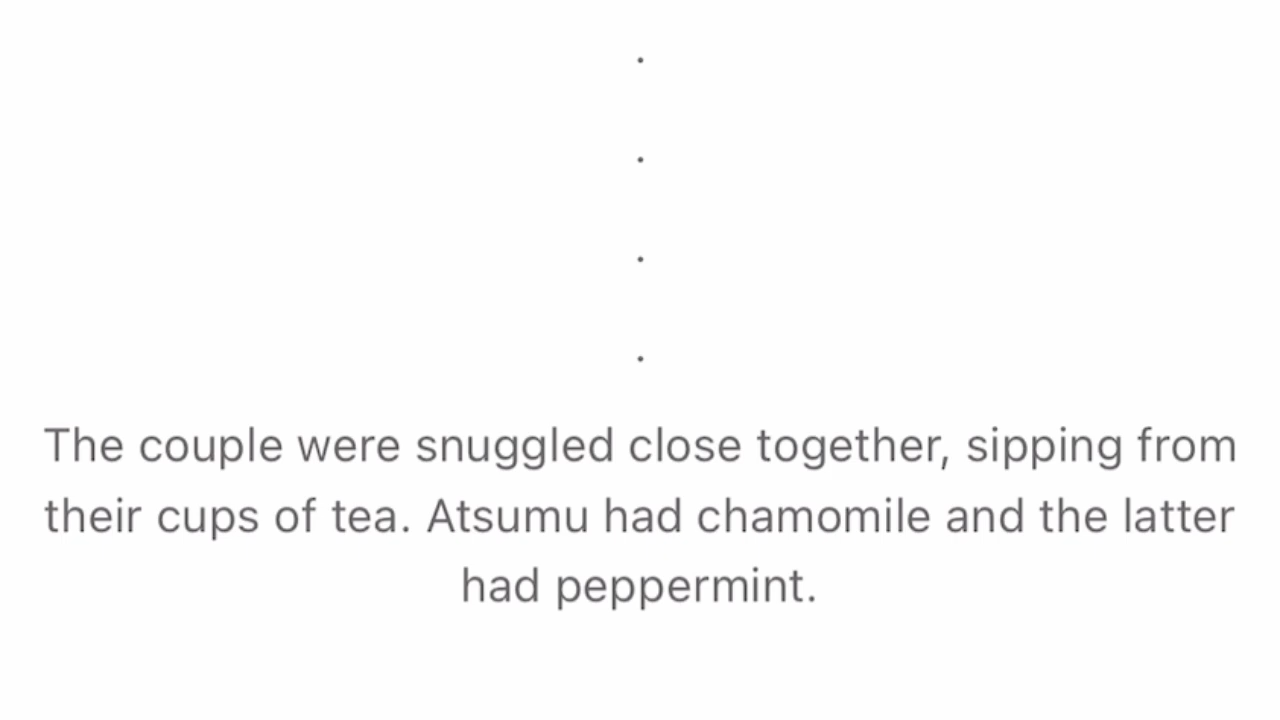 .
.
.
.
The couple were snuggled close together, sipping from
their cups of tea. Atsumu had chamomile and the latter
had peppermint.